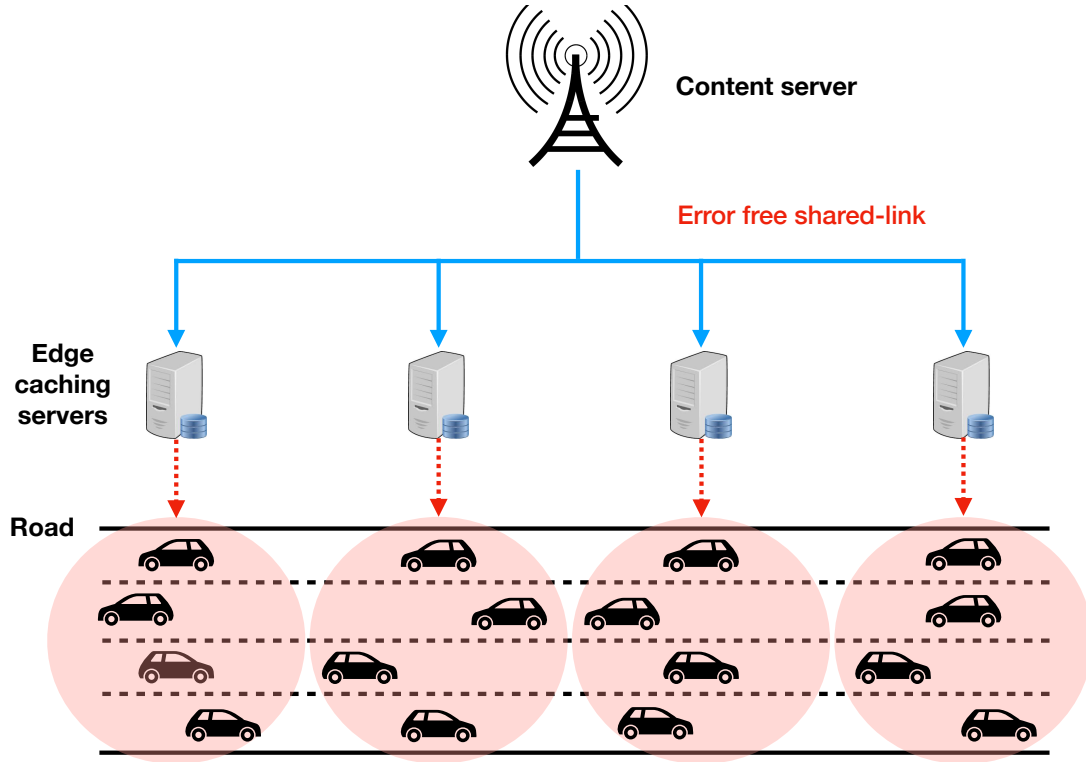 Content server
Error free shared-link
Edge
caching
servers
Road